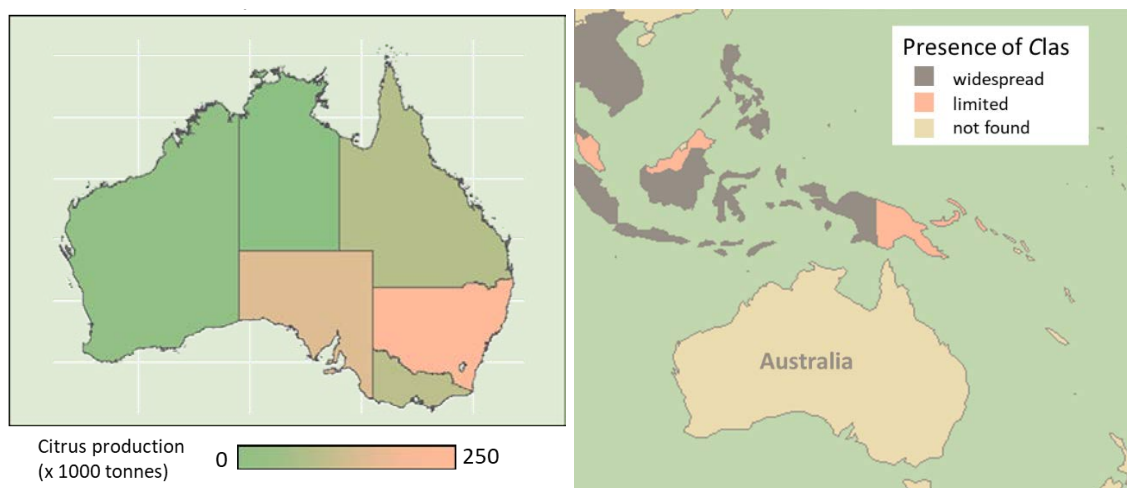 Citrus production
(x 1000 tonnes)
0
250
Presence of Clas
widespread
limited
not found
Australia